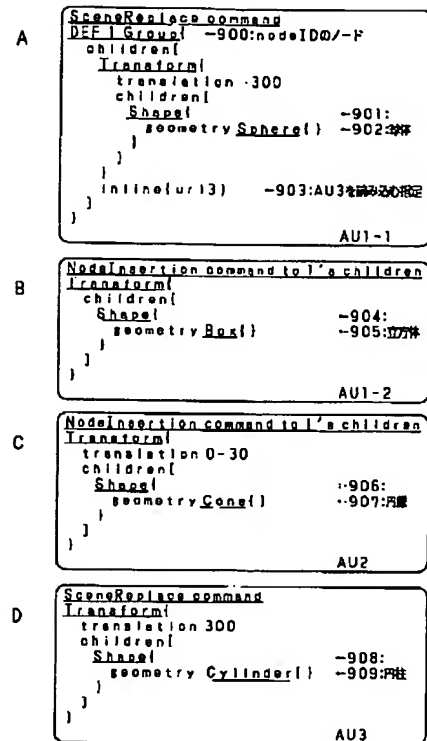 A
SceneReplace command
DEF 1 Group{ ~900:nodeIDのノード
children[
Transform{
translation -300
children[
Shape{ ~901:
geometry Sphere{} ~902:球体
}
]
}
inline{url3} ~903:AU3を読み込む指定
]
}
AU1-1
B
NodeInsertion command to 1's children
Transform{
children[
Shape{ ~904:
geometry Box{} ~905:立方体
}
]
}
AU1-2
C
NodeInsertion command to 1's children
Transform{
translation 0-30
children[
Shape{ ~906:
geometry Cone{} ~907:円錐
}
]
}
AU2
D
SceneReplace command
Transform{
translation 300
children[
Shape{ ~908:
geometry Cylinder{} ~909:円柱
}
]
}
AU3